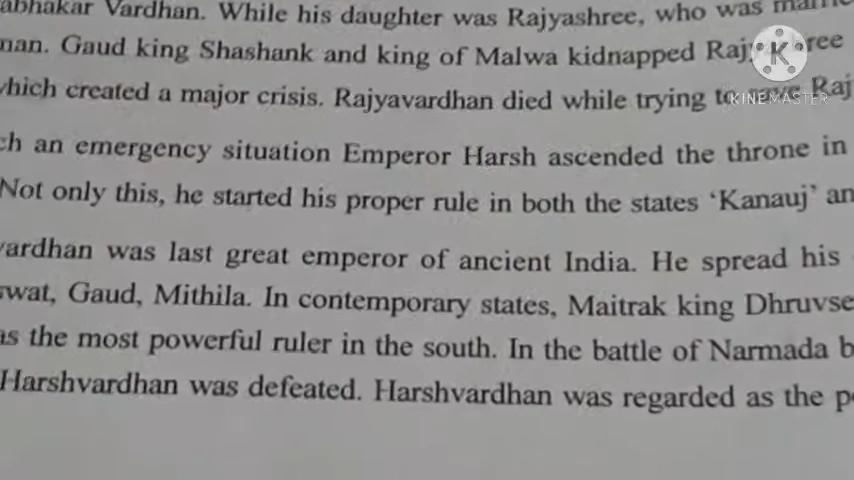 abhakar Vardhan. While his daughter was Rajyashree, who was
man. Gaud king Shashank and king of Malwa kidnapped
which created a major crisis. Rajyavardhan died while trying to save Raj
ch an emergency situation Emperor Harsh ascended the throne in
Not only this, he started his proper rule in both the states ‘Kanauj’ an
vardhan was last great emperor of ancient India. He spread his
swat, Gaud, Mithila. In contemporary states, Maitrak king Dhruvse
as the most powerful ruler in the south. In the battle of Narmada b
Harshvardhan was defeated. Harshvardhan was regarded as the p
K
KINEMASTER